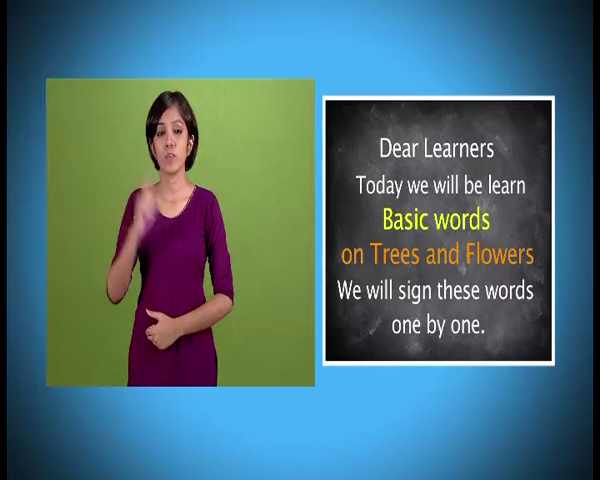 Dear Learners
Today we will be learn
Basic words
on Trees and Flowers
We will sign these words
one by one.